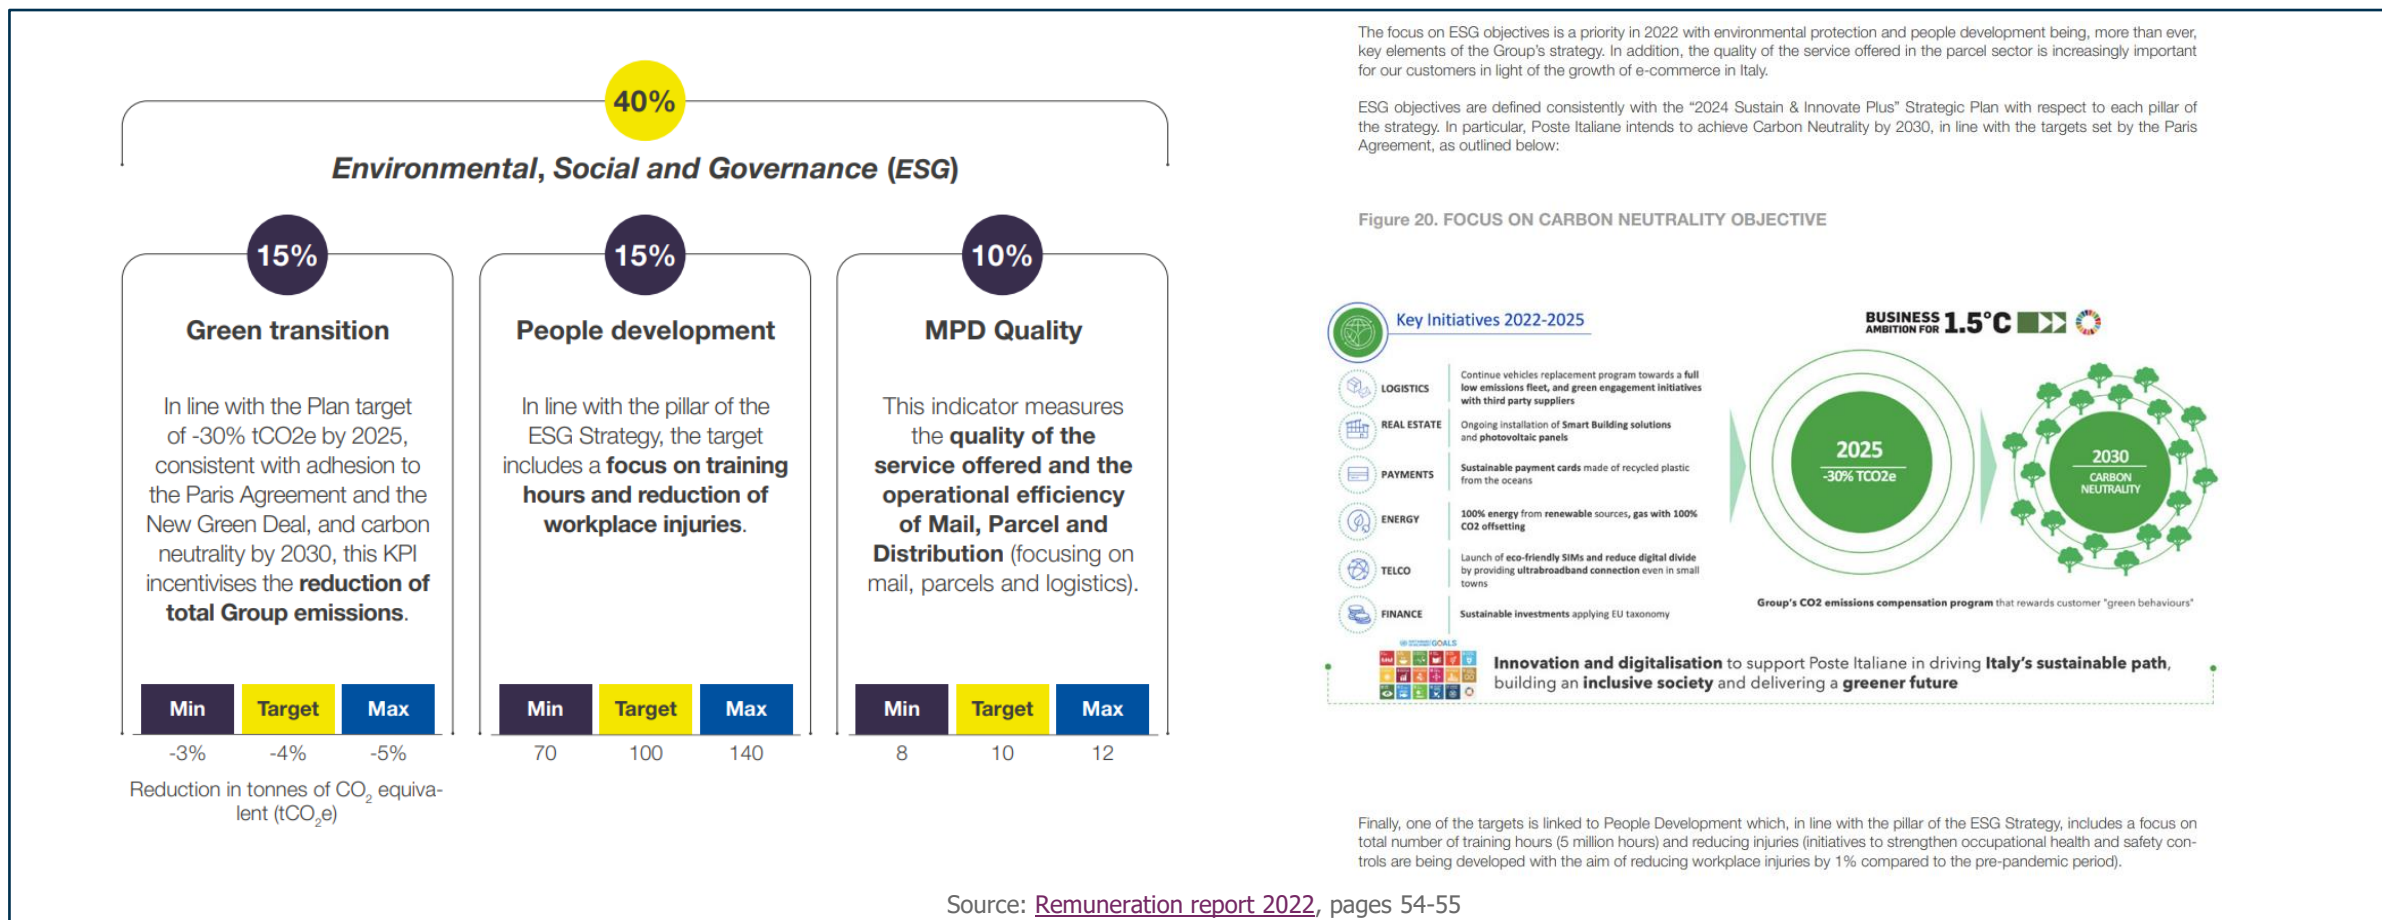 40%
Environmental, Social and Governance (ESG)
15%
Green transition
In line with the Plan target
of -30% tCO2e by 2025,
consistent with adhesion to
the Paris Agreement and the
New Green Deal, and carbon
neutrality by 2030, this KPI
incentivises the reduction of
total Group emissions.
Min Target Max
-3% -4% -5%
Reduction in tonnes of CO2 equiva-
lent (tCO2e)
15%
People development
In line with the pillar of the
ESG Strategy, the target
includes a focus on training
hours and reduction of
workplace injuries.
Min Target Max
70 100 140
10%
MPD Quality
This indicator measures
the quality of the
service offered and the
operational efficiency
of Mail, Parcel and
Distribution (focusing on
mail, parcels and logistics).
Min Target Max
8 10 12
The focus on ESG objectives is a priority in 2022 with environmental protection and people development being, more than ever,
key elements of the Group's strategy. In addition, the quality of the service offered in the parcel sector is increasingly important
for our customers in light of the growth of e-commerce in Italy.
ESG objectives are defined consistently with the “2024 Sustain & Innovate Plus” Strategic Plan with respect to each pillar of
the strategy. In particular, Poste Italiane intends to achieve Carbon Neutrality by 2030, in line with the targets set by the Paris
Agreement, as outlined below:
Figure 20. FOCUS ON CARBON NEUTRALITY OBJECTIVE
Key Initiatives 2022-2025
LOGISTICS
Continue vehicles replacement program towards a full
low emissions fleet, and green engagement initiatives
with third party suppliers
REAL ESTATE
Ongoing installation of Smart Building solutions
and photovoltaic panels
PAYMENTS
Sustainable payment cards made of recycled plastic
from the oceans
ENERGY
100% energy from renewable sources, gas with 100%
CO2 offsetting
TELCO
Launch of eco-friendly SIMs and reduce digital divide
by providing ultrabroadband connection even in small
towns
FINANCE
Sustainable investments applying EU taxonomy
BUSINESS
AMBITION FOR 1.5°C
2025
-30% TCO2e
2030
CARBON
NEUTRALITY
Group's CO2 emissions compensation program that rewards customer "green behaviours"
GOALS
Innovation and digitalisation to support Poste Italiane in driving Italy's sustainable path,
building an inclusive society and delivering a greener future
Finally, one of the targets is linked to People Development which, in line with the pillar of the ESG Strategy, includes a focus on
total number of training hours (5 million hours) and reducing injuries (initiatives to strengthen occupational health and safety con-
trols are being developed with the aim of reducing workplace injuries by 1% compared to the pre-pandemic period).
Source: Remuneration report 2022, pages 54-55